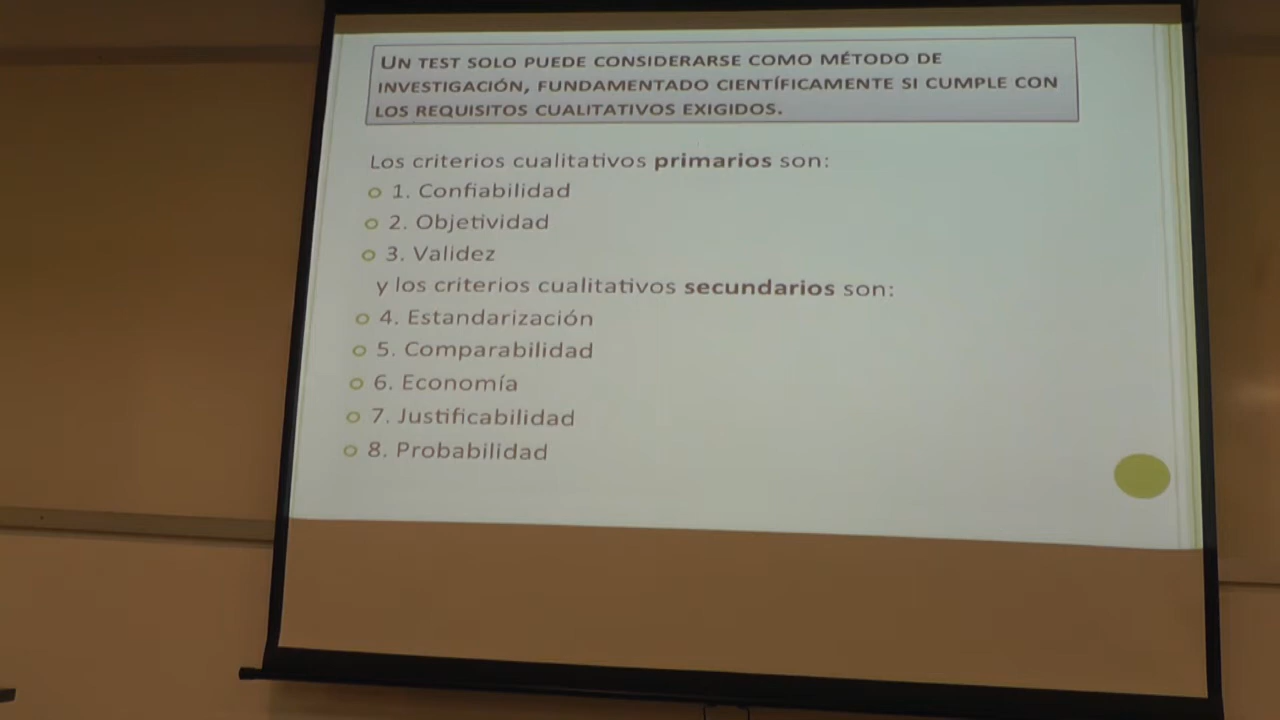 UN TEST SOLO PUEDE CONSIDERARSE COMO MÉTODO DE
INVESTIGACIÓN, FUNDAMENTADO CIENTÍFICAMENTE SI CUMPLE CON
LOS REQUISITOS CUALITATIVOS EXIGIDOS.
Los criterios cualitativos primarios son:
1. Confiabilidad
2. Objetividad
3. Validez
y los criterios cualitativos secundarios son:
4. Estandarización
5. Comparabilidad
6. Economía
7. Justificabilidad
8. Probabilidad